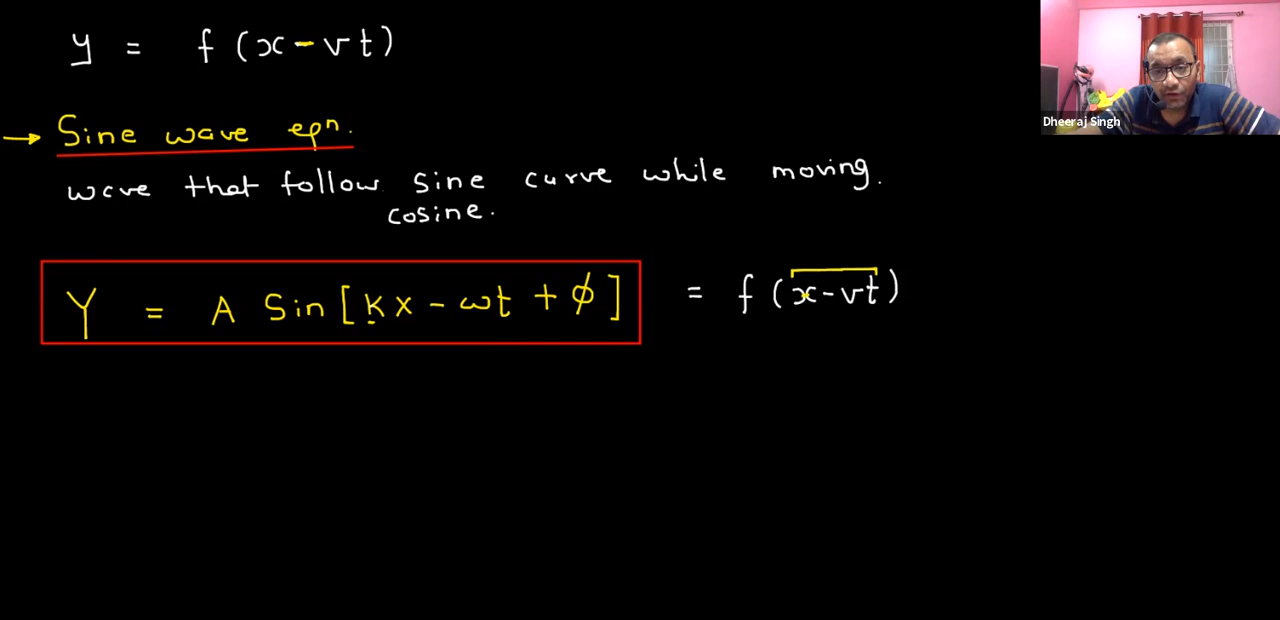 y = f (x - vt)
Dheeraj Singh
→ Sine wave eqn.
wave that follow sine curve while moving.
cosine.
Y = A Sin [kx - ωt + ϕ] = f (x - vt)